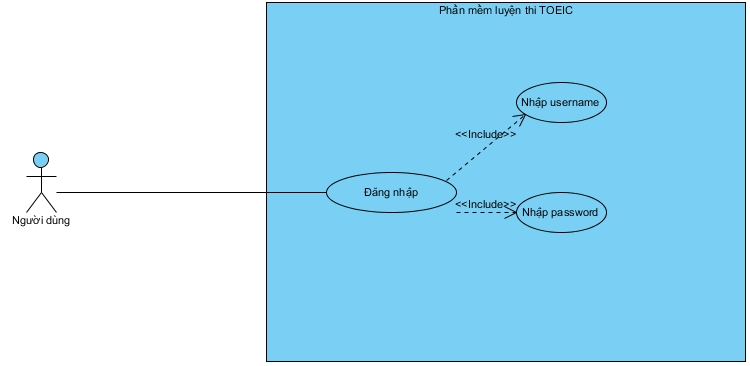 Phần mềm luyện thi TOEIC
Nhập username
<<Include>>
Đăng nhập
<<Include>>
Nhập password
Người dùng